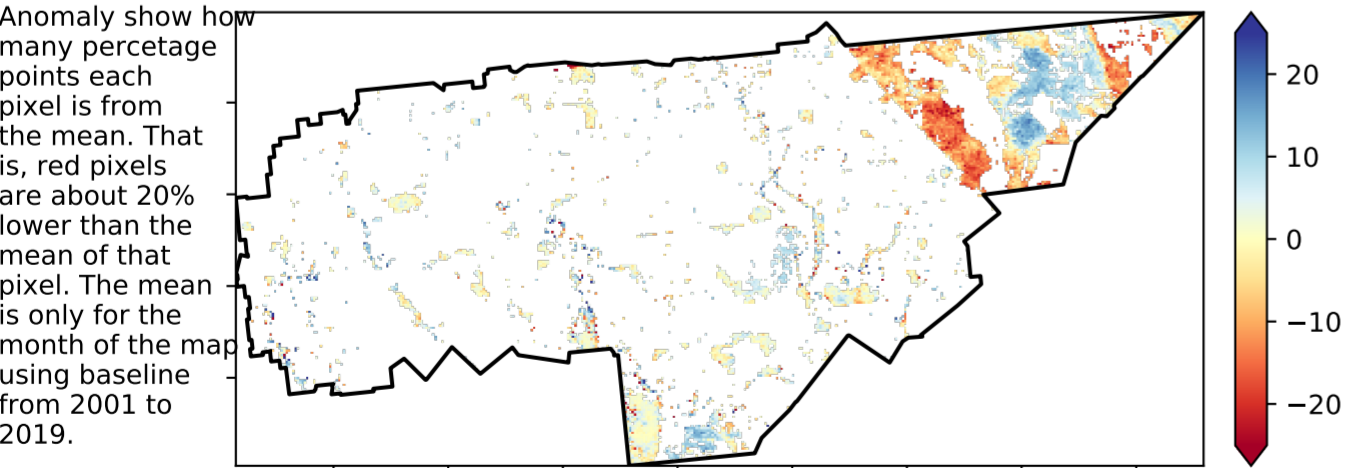 Anomaly show how
many percetage
points each
pixel is from
the mean. That
is, red pixels
are about 20%
lower than the
mean of that
pixel. The mean
is only for the
month of the map
using baseline
from 2001 to
2019.
20
10
0
−10
−20